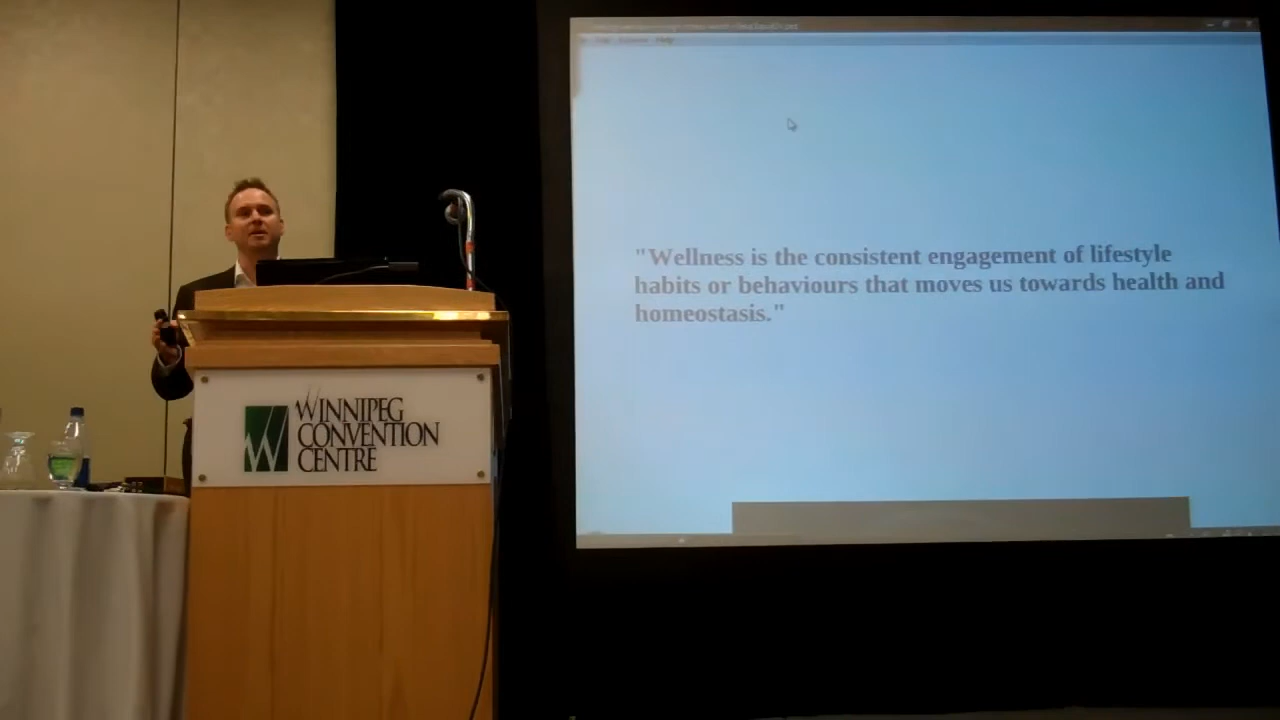 "Wellness is the consistent engagement of lifestyle
habits or behaviours that moves us towards health and
homeostasis."
WINNIPEG
CONVENTION
CENTRE